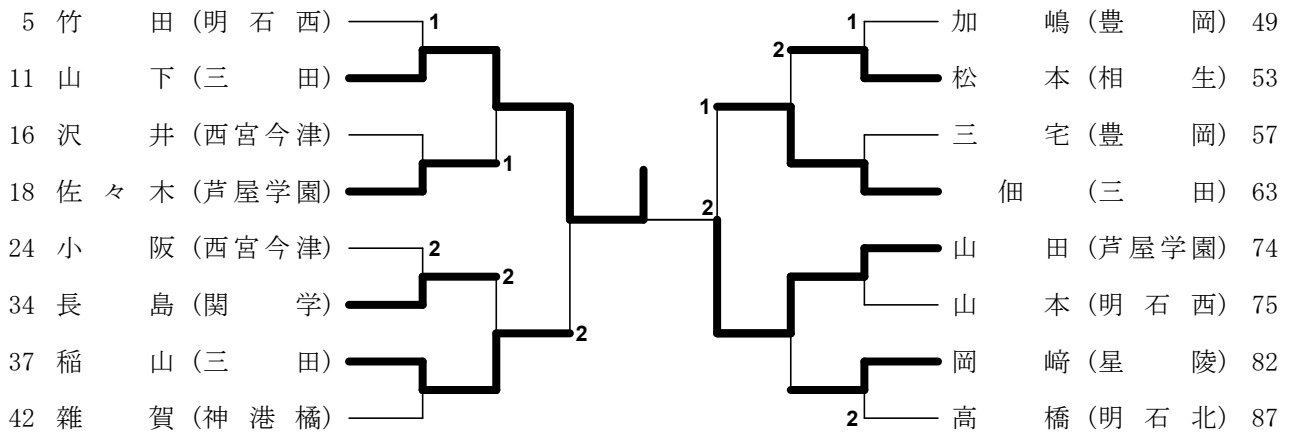 5 竹田 (明石西) 1 1 加嶋 (豊岡) 49
2
11 山下 (三田) 松本 (相生) 53
1
16 沢井 (西宮今津) 三宅 (豊岡) 57
1
18 佐々木 (芦屋学園) 佃 (三田) 63
2
24 小阪 (西宮今津) 2 山田 (芦屋学園) 74
2
34 長島 (関学) 山本 (明石西) 75
2
37 稲山 (三田) 岡﨑 (星陵) 82
42 雑賀 (神港橘) 2 高橋 (明石北) 87